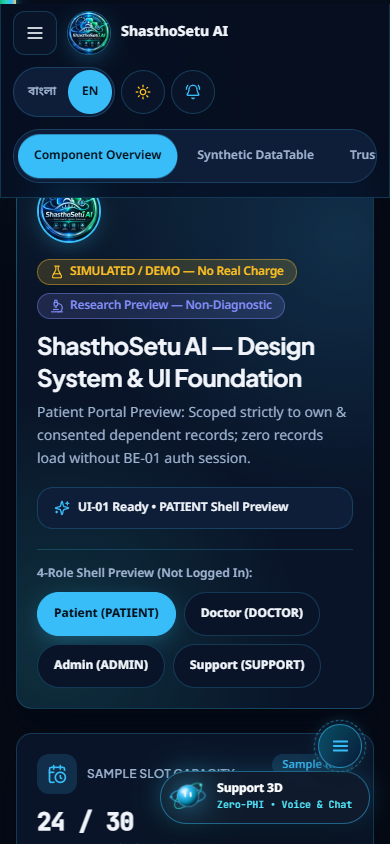 ShasthoSetu AI
বাংলা
EN
Component Overview
Synthetic DataTable
Trus
ShasthoSetu AI
SIMULATED / DEMO — No Real Charge
Research Preview — Non-Diagnostic
ShasthoSetu AI — Design
System & UI Foundation
Patient Portal Preview: Scoped strictly to own &
consented dependent records; zero records
load without BE-01 auth session.
UI-01 Ready • PATIENT Shell Preview
4-Role Shell Preview (Not Logged In):
Patient (PATIENT)
Doctor (DOCTOR)
Admin (ADMIN)
Support (SUPPORT)
SAMPLE SLOT CAPACITY
Sample
24 / 30
Support 3D
Zero-PHI • Voice & Chat